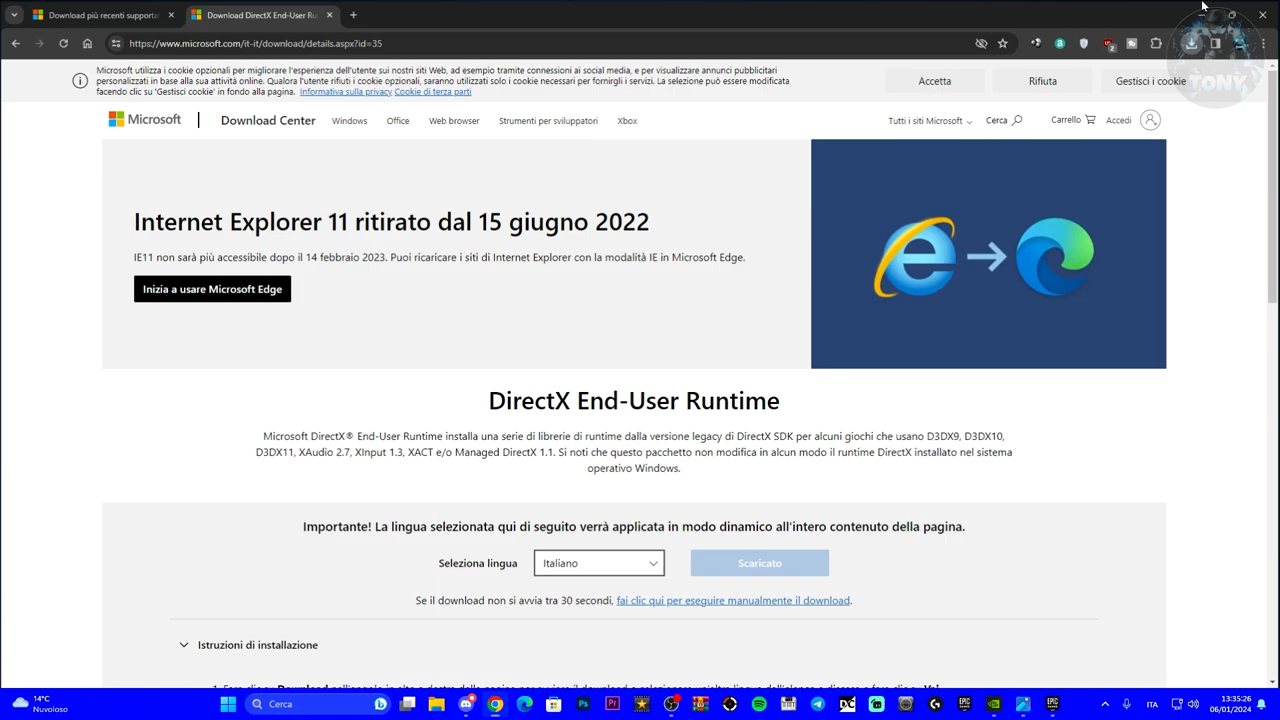 Download più recenti supporta
Download DirectX End-User Ru
https://www.microsoft.com/it-it/download/details.aspx?id=35
TONY
Microsoft utilizza i cookie opzionali per migliorare l'esperienza dell'utente sui nostri siti Web, ad esempio tramite connessioni ai social media, e per visualizzare annunci pubblicitari
personalizzati in base alla sua attività online. Qualora l'utente rifiuti i cookie opzionali, saranno utilizzati solo i cookie necessari per fornirgli i servizi. La selezione può essere modificata
facendo clic su 'Gestisci cookie' in fondo alla pagina. Informativa sulla privacy Cookie di terze parti
Accetta
Rifiuta
Gestisci i cookie
Microsoft
Download Center
Windows
Office
Web browser
Strumenti per sviluppatori
Xbox
Tutti i siti Microsoft
Cerca
Carrello
Accedi
Internet Explorer 11 ritirato dal 15 giugno 2022
IE11 non sarà più accessibile dopo il 14 febbraio 2023. Puoi ricaricare i siti di Internet Explorer con la modalità IE in Microsoft Edge.
Inizia a usare Microsoft Edge
DirectX End-User Runtime
Microsoft DirectX® End-User Runtime installa una serie di librerie di runtime dalla versione legacy di DirectX SDK per alcuni giochi che usano D3DX9, D3DX10,
D3DX11, XAudio 2.7, XInput 1.3, XACT e/o Managed DirectX 1.1. Si noti che questo pacchetto non modifica in alcun modo il runtime DirectX installato nel sistema
operativo Windows.
Importante! La lingua selezionata qui di seguito verrà applicata in modo dinamico all'intero contenuto della pagina.
Seleziona lingua
Italiano
Scaricato
Se il download non si avvia tra 30 secondi, fai clic qui per eseguire manualmente il download.
Istruzioni di installazione
14°C
Nuvoloso
Cerca
ITA
13:35:26
06/01/2024